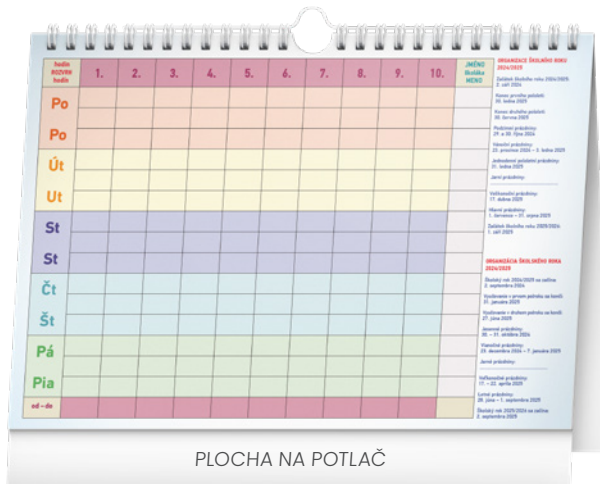 hodin
ROZVRH
hodín
1. 2. 3. 4. 5. 6. 7. 8. 9. 10.
JMÉNO
školáka
MENO
Po
Po
Út
Ut
St
St
Čt
Št
Pá
Pia
od – do
ORGANIZACE ŠKOLNÍHO ROKU
2024/2025
Začátek školního roku 2024/2025:
2. září 2024
Konec prvního pololetí:
30. ledna 2025
Konec druhého pololetí:
30. června 2025
Podzimní prázdniny:
29. a 30. října 2024
Vánoční prázdniny:
23. prosince 2024 – 3. ledna 2025
Jednodenní pololetní prázdniny:
31. ledna 2025
Jarní prázdniny:
Velikonoční prázdniny:
17. dubna 2025
Hlavní prázdniny:
1. července – 31. srpna 2025
Začátek školního roku 2025/2026:
1. září 2025
ORGANIZÁCIA ŠKOLSKÉHO ROKA
2024/2025
Školský rok 2024/2025 sa začína:
2. septembra 2024
Vyučovanie v prvom polroku sa končí:
31. januára 2025
Vyučovanie v druhom polroku sa končí:
27. júna 2025
Jesenné prázdniny:
30. – 31. októbra 2024
Vianočné prázdniny:
23. decembra 2024 – 7. januára 2025
Jarné prázdniny:
Veľkonočné prázdniny:
17. – 22. apríla 2025
Letné prázdniny:
28. júna – 1. septembra 2025
Školský rok 2025/2026 sa začína:
2. septembra 2025
PLOCHA NA POTLAČ